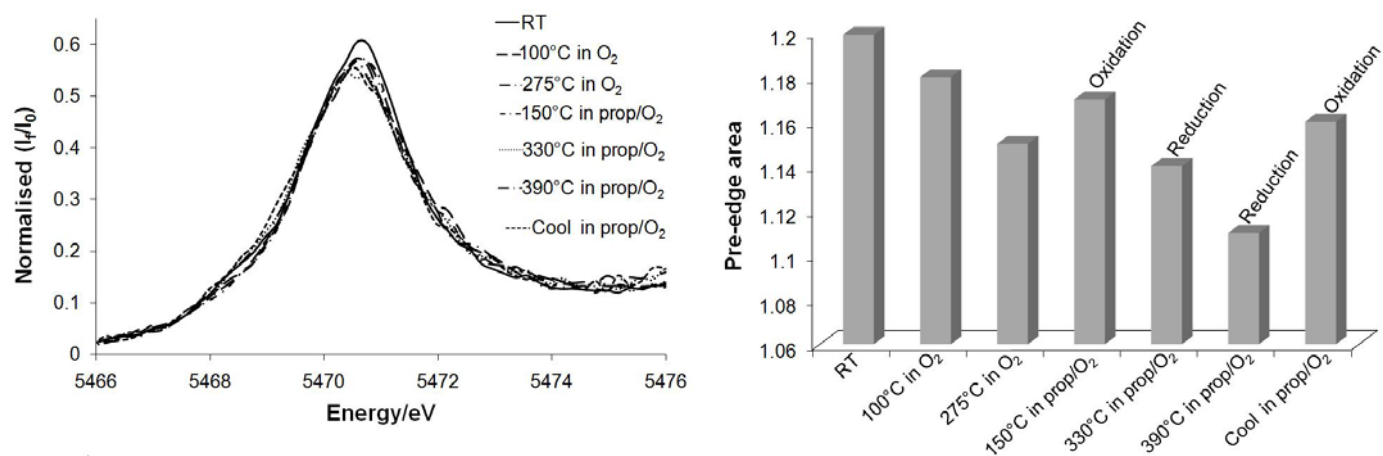 Normalised (I_f/I_0)
0.6
0.5
0.4
0.3
0.2
0.1
0
5466
5468
5470
5472
5474
5476
Energy/eV
RT
100°C in O₂
275°C in O₂
150°C in prop/O₂
330°C in prop/O₂
390°C in prop/O₂
Cool in prop/O₂
Pre-edge area
1.2
1.18
1.16
1.14
1.12
1.1
1.08
1.06
Oxidation
Reduction
Reduction
Oxidation
RT
100°C in O₂
275°C in O₂
150°C in prop/O₂
330°C in prop/O₂
390°C in prop/O₂
Cool in prop/O₂